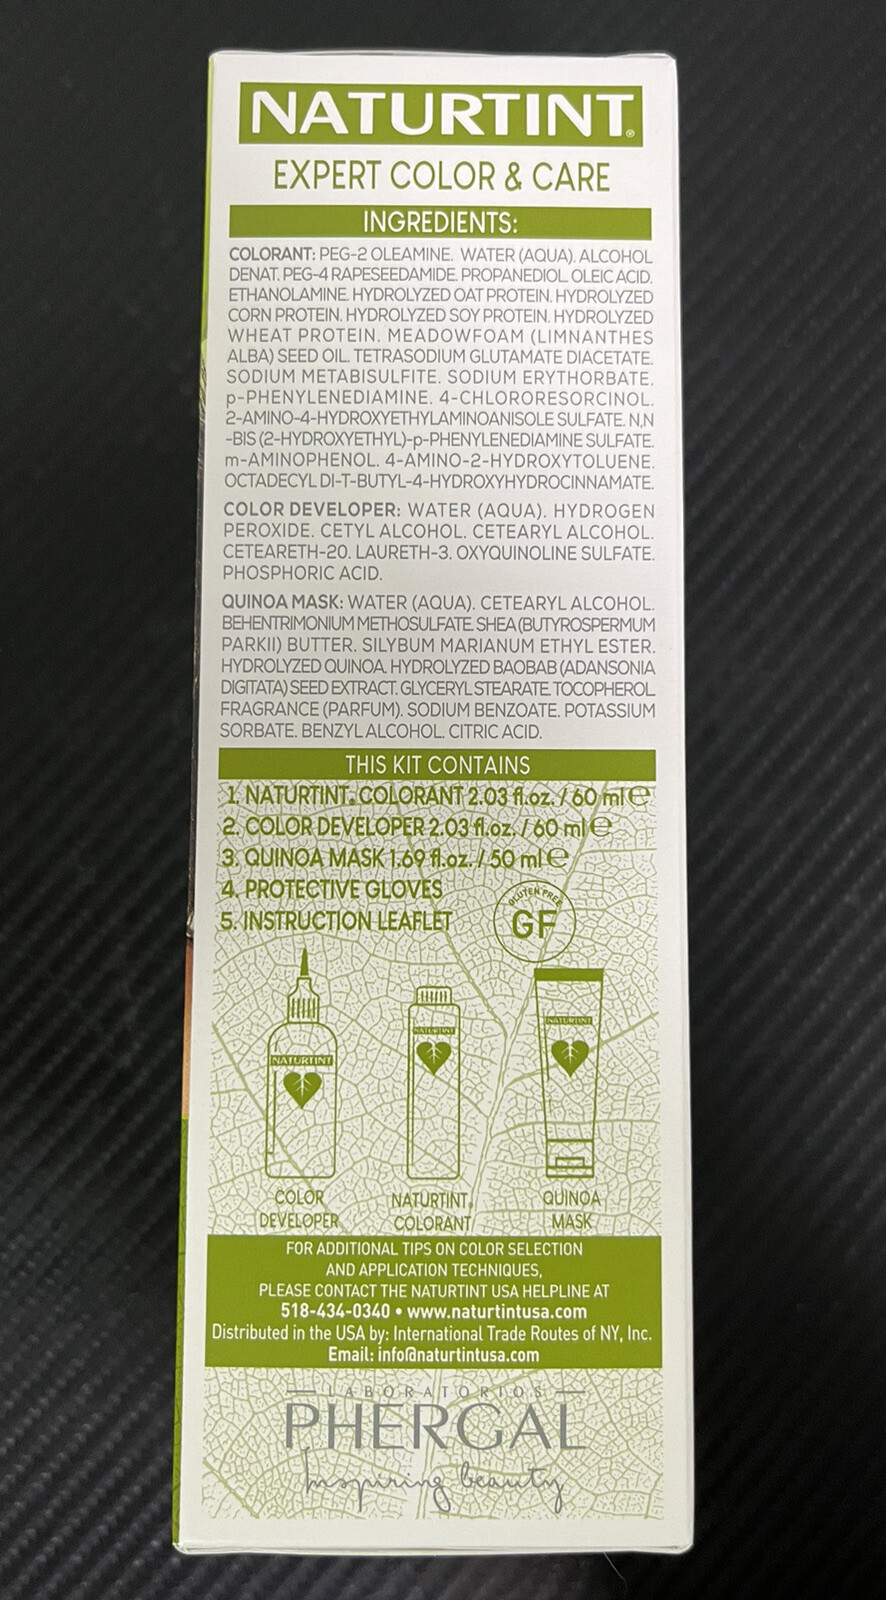 NATURTINT®
EXPERT COLOR & CARE
INGREDIENTS:
COLORANT: PEG-2 OLEAMINE. WATER (AQUA). ALCOHOL
DENAT. PEG-4 RAPESEEDAMIDE. PROPANEDIOL. OLEIC ACID.
ETHANOLAMINE. HYDROLYZED OAT PROTEIN. HYDROLYZED
CORN PROTEIN. HYDROLYZED SOY PROTEIN. HYDROLYZED
WHEAT PROTEIN. MEADOWFOAM (LIMNANTHES
ALBA) SEED OIL. TETRASODIUM GLUTAMATE DIACETATE.
SODIUM METABISULFITE. SODIUM ERYTHORBATE.
p-PHENYLENEDIAMINE. 4-CHLORORESORCINOL.
2-AMINO-4-HYDROXYETHYLAMINOANISOLE SULFATE. N,N
-BIS (2-HYDROXYETHYL)-p-PHENYLENEDIAMINE SULFATE.
m-AMINOPHENOL. 4-AMINO-2-HYDROXYTOLUENE.
OCTADECYL DI-T-BUTYL-4-HYDROXYHYDROCINNAMATE.
COLOR DEVELOPER: WATER (AQUA). HYDROGEN
PEROXIDE. CETYL ALCOHOL. CETEARYL ALCOHOL.
CETEARETH-20. LAURETH-3. OXYQUINOLINE SULFATE.
PHOSPHORIC ACID.
QUINOA MASK: WATER (AQUA). CETEARYL ALCOHOL.
BEHENTRIMONIUM METHOSULFATE. SHEA (BUTYROSPERMUM
PARKII) BUTTER. SILYBUM MARIANUM ETHYL ESTER.
HYDROLYZED QUINOA. HYDROLYZED BAOBAB (ADANSONIA
DIGITATA) SEED EXTRACT. GLYCERYL STEARATE. TOCOPHEROL.
FRAGRANCE (PARFUM). SODIUM BENZOATE. POTASSIUM
SORBATE. BENZYL ALCOHOL. CITRIC ACID.
THIS KIT CONTAINS
1. NATURTINT® COLORANT 2.03 fl.oz. / 60 ml ℮
2. COLOR DEVELOPER 2.03 fl.oz. / 60 ml ℮
3. QUINOA MASK 1.69 fl.oz. / 50 ml ℮
4. PROTECTIVE GLOVES
5. INSTRUCTION LEAFLET
GLUTEN FREE
GF
NATURTINT
NATURTINT
NATURTINT
COLOR
DEVELOPER
NATURTINT®
COLORANT
QUINOA
MASK
FOR ADDITIONAL TIPS ON COLOR SELECTION
AND APPLICATION TECHNIQUES,
PLEASE CONTACT THE NATURTINT USA HELPLINE AT
518-434-0340 • www.naturtintusa.com
Distributed in the USA by: International Trade Routes of NY, Inc.
Email: info@naturtintusa.com
LABORATORIOS
PHERGAL
Inspiring beauty